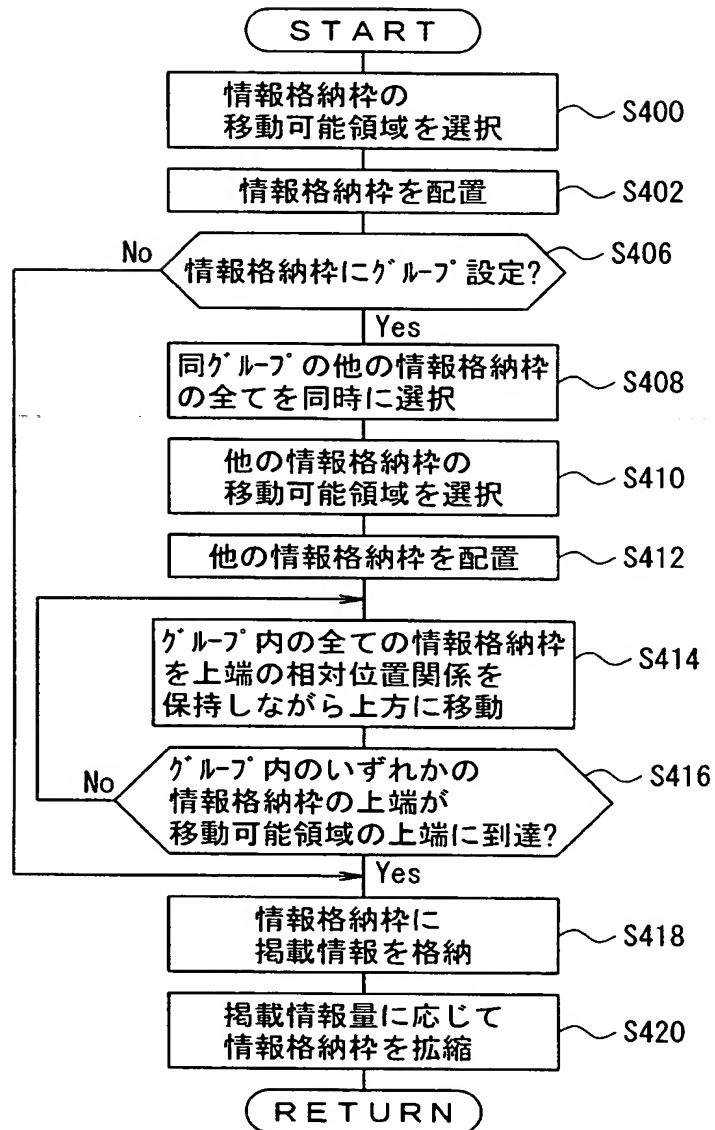 START
情報格納枠の
移動可能領域を選択
S400
情報格納枠を配置
S402
No
情報格納枠にグループ設定?
S406
Yes
同グループの他の情報格納枠
の全てを同時に選択
S408
他の情報格納枠の
移動可能領域を選択
S410
他の情報格納枠を配置
S412
グループ内の全ての情報格納枠
を上端の相対位置関係を
保持しながら上方に移動
S414
No
グループ内のいずれかの
情報格納枠の上端が
移動可能領域の上端に到達?
S416
Yes
情報格納枠に
掲載情報を格納
S418
掲載情報量に応じて
情報格納枠を拡縮
S420
RETURN